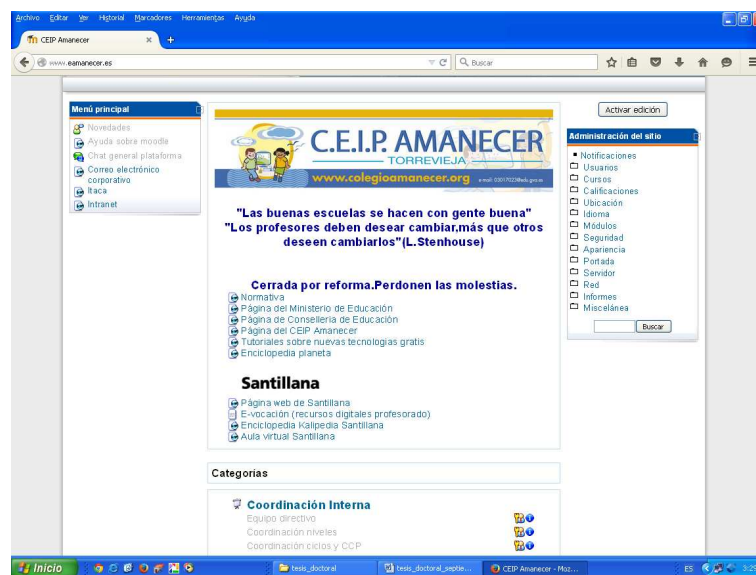 Archivo Editar Ver Historial Marcadores Herramientas Ayuda
CEIP Amanecer
www.eamanecer.es
Buscar
Menú principal
Novedades
Ayuda sobre moodle
Chat general plataforma
Correo electrónico
corporativo
Itaca
Intranet
C.E.I.P. AMANECER
TORREVIEJA
www.colegioamanecer.org
"Las buenas escuelas se hacen con gente buena"
"Los profesores deben desear cambiar,más que otros
deseen cambiarlos"(L.Stenhouse)
Cerrada por reforma.Perdonen las molestias.
Normativa
Página del Ministerio de Educación
Página de Conselleria de Educación
Página del CEIP Amanecer
Tutoriales sobre nuevas tecnologias gratis
Enciclopedia planeta
Santillana
Página web de Santillana
E-vocación (recursos digitales profesorado)
Enciclopedia Kalipedia Santillana
Aula virtual Santillana
Categorías
Coordinación Interna
Equipo directivo
Coordinación niveles
Coordinación ciclos y CCP
Activar edición
Administración del sitio
Notificaciones
Usuarios
Cursos
Calificaciones
Ubicación
Idioma
Módulos
Seguridad
Apariencia
Portada
Servidor
Red
Informes
Miscelánea
Buscar
Inicio
tesis_doctoral
tesis_doctoral_septie...
CEIP Amanecer - Moz...
ES